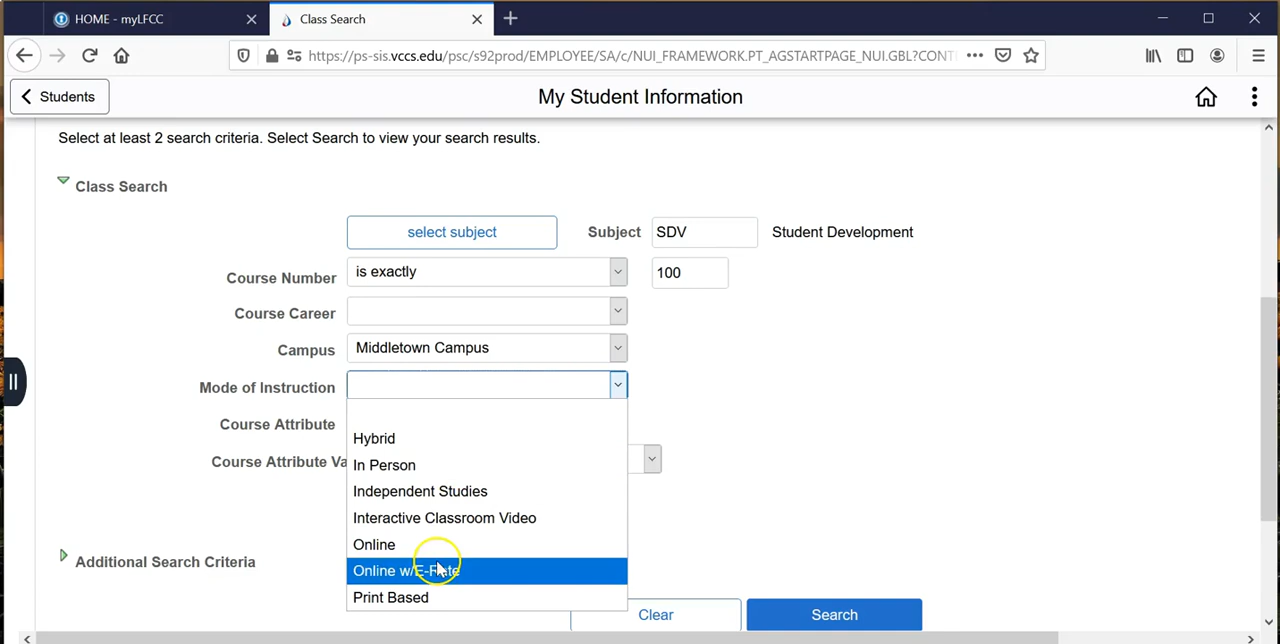 HOME - myLFCC
Class Search
https://ps-sis.vccs.edu/psc/s92prod/EMPLOYEE/SA/c/NUI_FRAMEWORK.PT_AGSTARTPAGE_NUI.GBL?CONT
Students
My Student Information
Select at least 2 search criteria. Select Search to view your search results.
Class Search
select subject Subject SDV Student Development
Course Number is exactly 100
Course Career
Campus Middletown Campus
Mode of Instruction
Course Attribute
Course Attribute Va
Hybrid
In Person
Independent Studies
Interactive Classroom Video
Online
Online w/E-Rate
Print Based
Additional Search Criteria
Clear Search